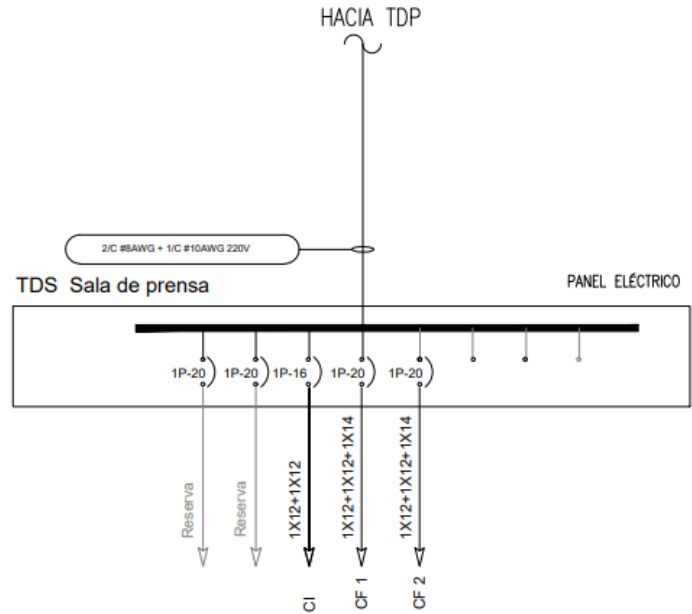 HACIA TDP
2/C #8AWG + 1/C #10AWG 220V
TDS Sala de prensa
PANEL ELÉCTRICO
1P-20
1P-20
1P-16
1P-20
1P-20
Reserva
Reserva
1X12+1X12
1X12+1X12+1X14
1X12+1X12+1X14
CI
CF 1
CF 2